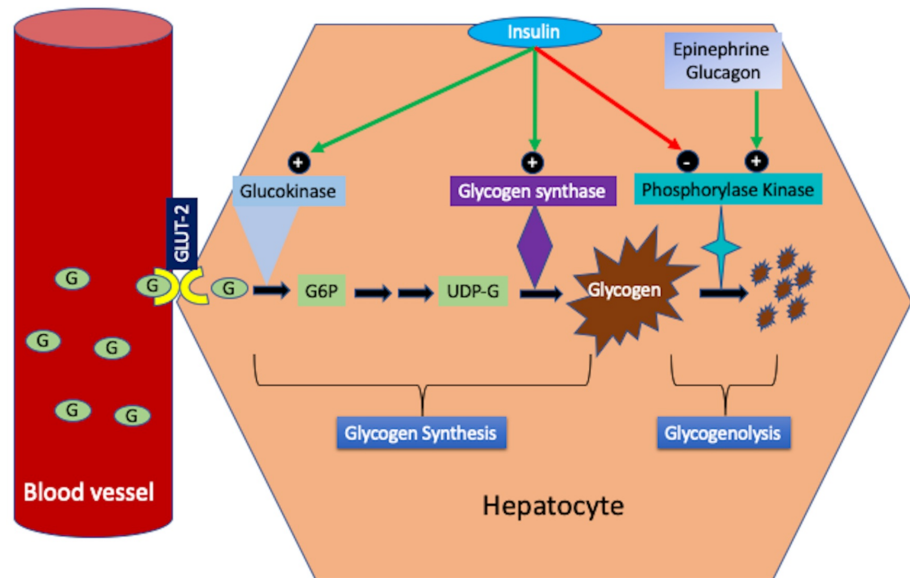 Insulin
Epinephrine
Glucagon
+
+
-
+
Glucokinase
Glycogen synthase
Phosphorylase Kinase
GLUT-2
G
G
G
G6P
UDP-G
Glycogen
G
G
G
G
Glycogen Synthesis
Glycogenolysis
Blood vessel
Hepatocyte